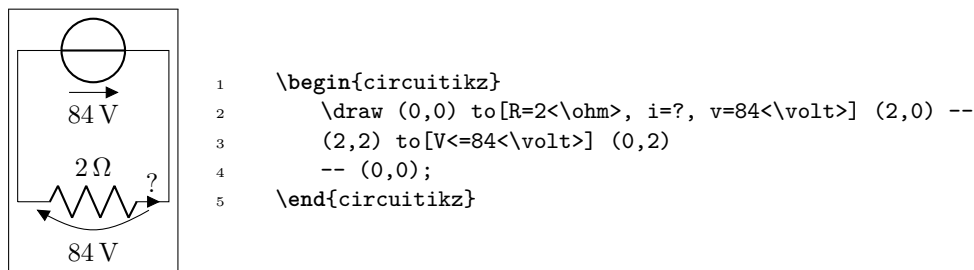 84 V
2 Ω
?
84 V
1 \begin{circuitikz}
2 \draw (0,0) to[R=2<\ohm>, i=?, v=84<\volt>] (2,0) --
3 (2,2) to[V<=84<\volt>] (0,2)
4 -- (0,0);
5 \end{circuitikz}